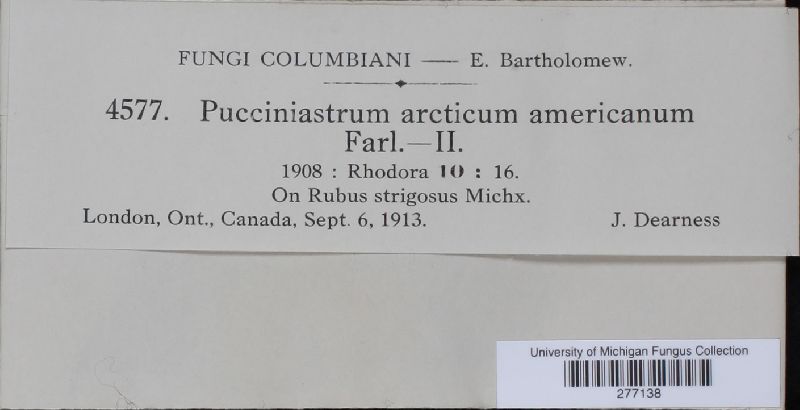 FUNGI COLUMBIANI — E. Bartholomew.
4577. Pucciniastrum arcticum americanum
Farl.—II.
1908 : Rhodora 10 : 16.
On Rubus strigosus Michx.
London, Ont., Canada, Sept. 6, 1913. J. Dearness
University of Michigan Fungus Collection
277138